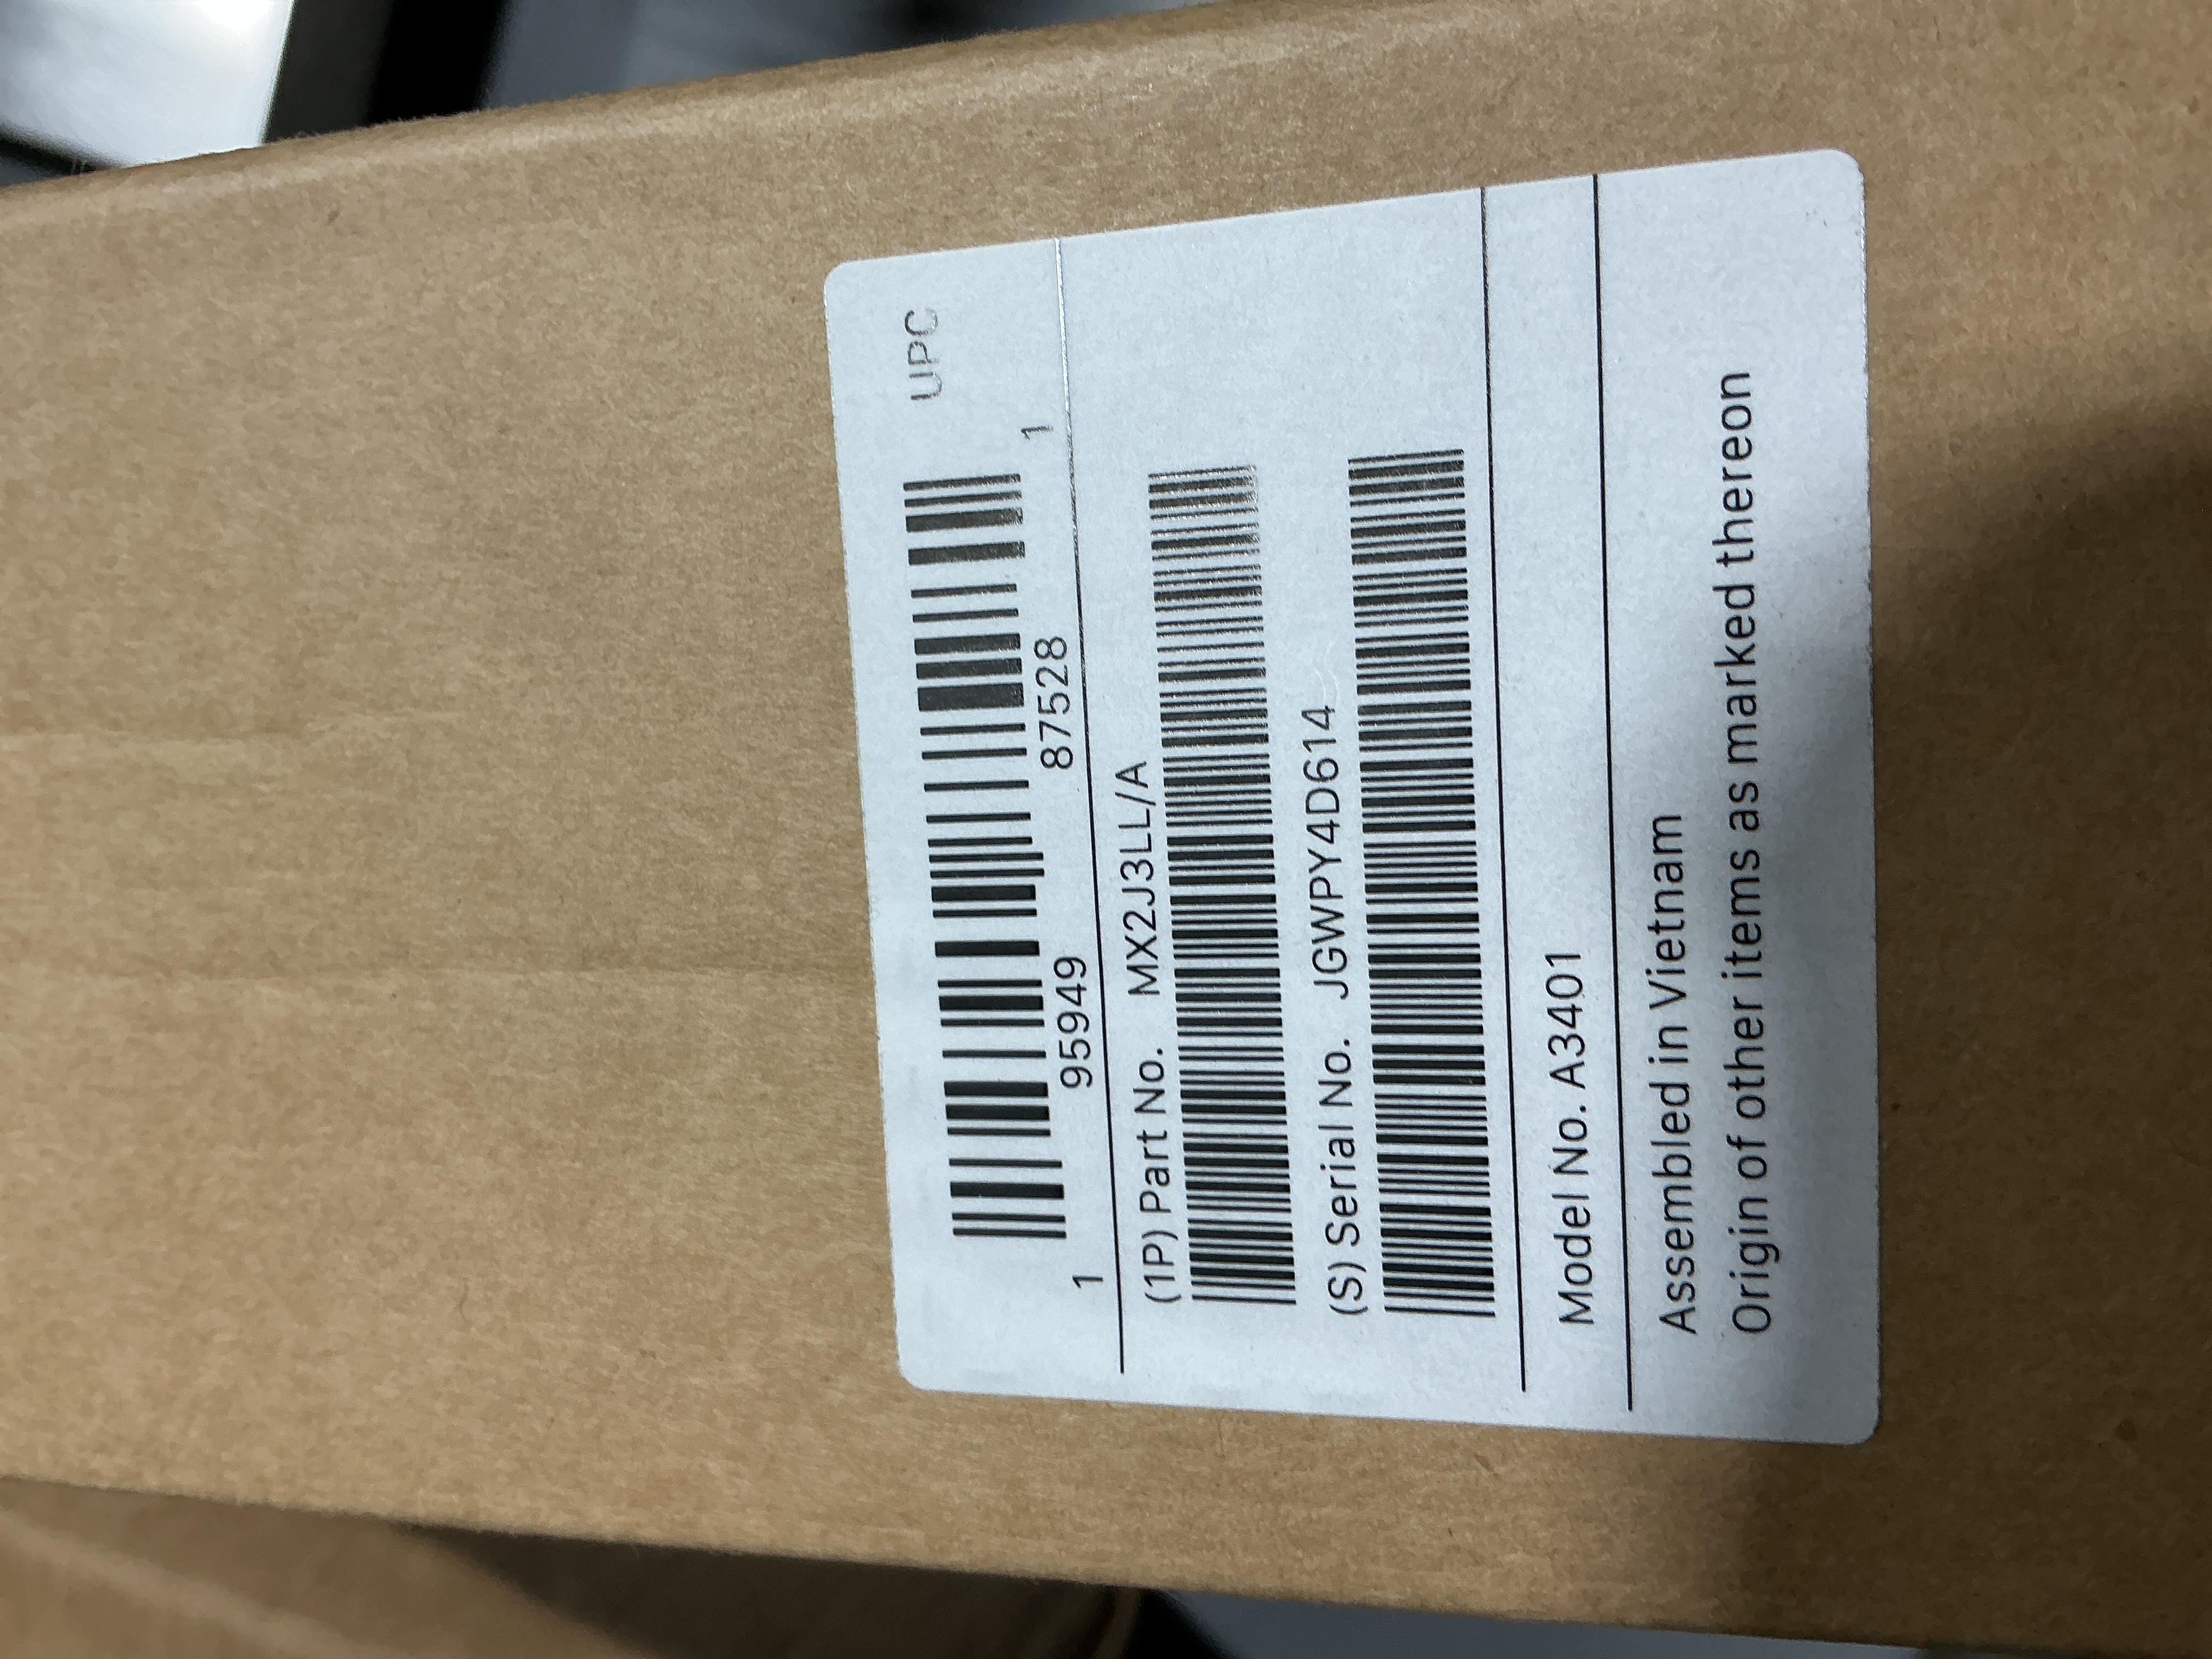 UPC
1 95949 87528 1
(1P) Part No. MX2J3LL/A
(S) Serial No. JGWPY4D614
Model No. A3401
Assembled in Vietnam
Origin of other items as marked thereon